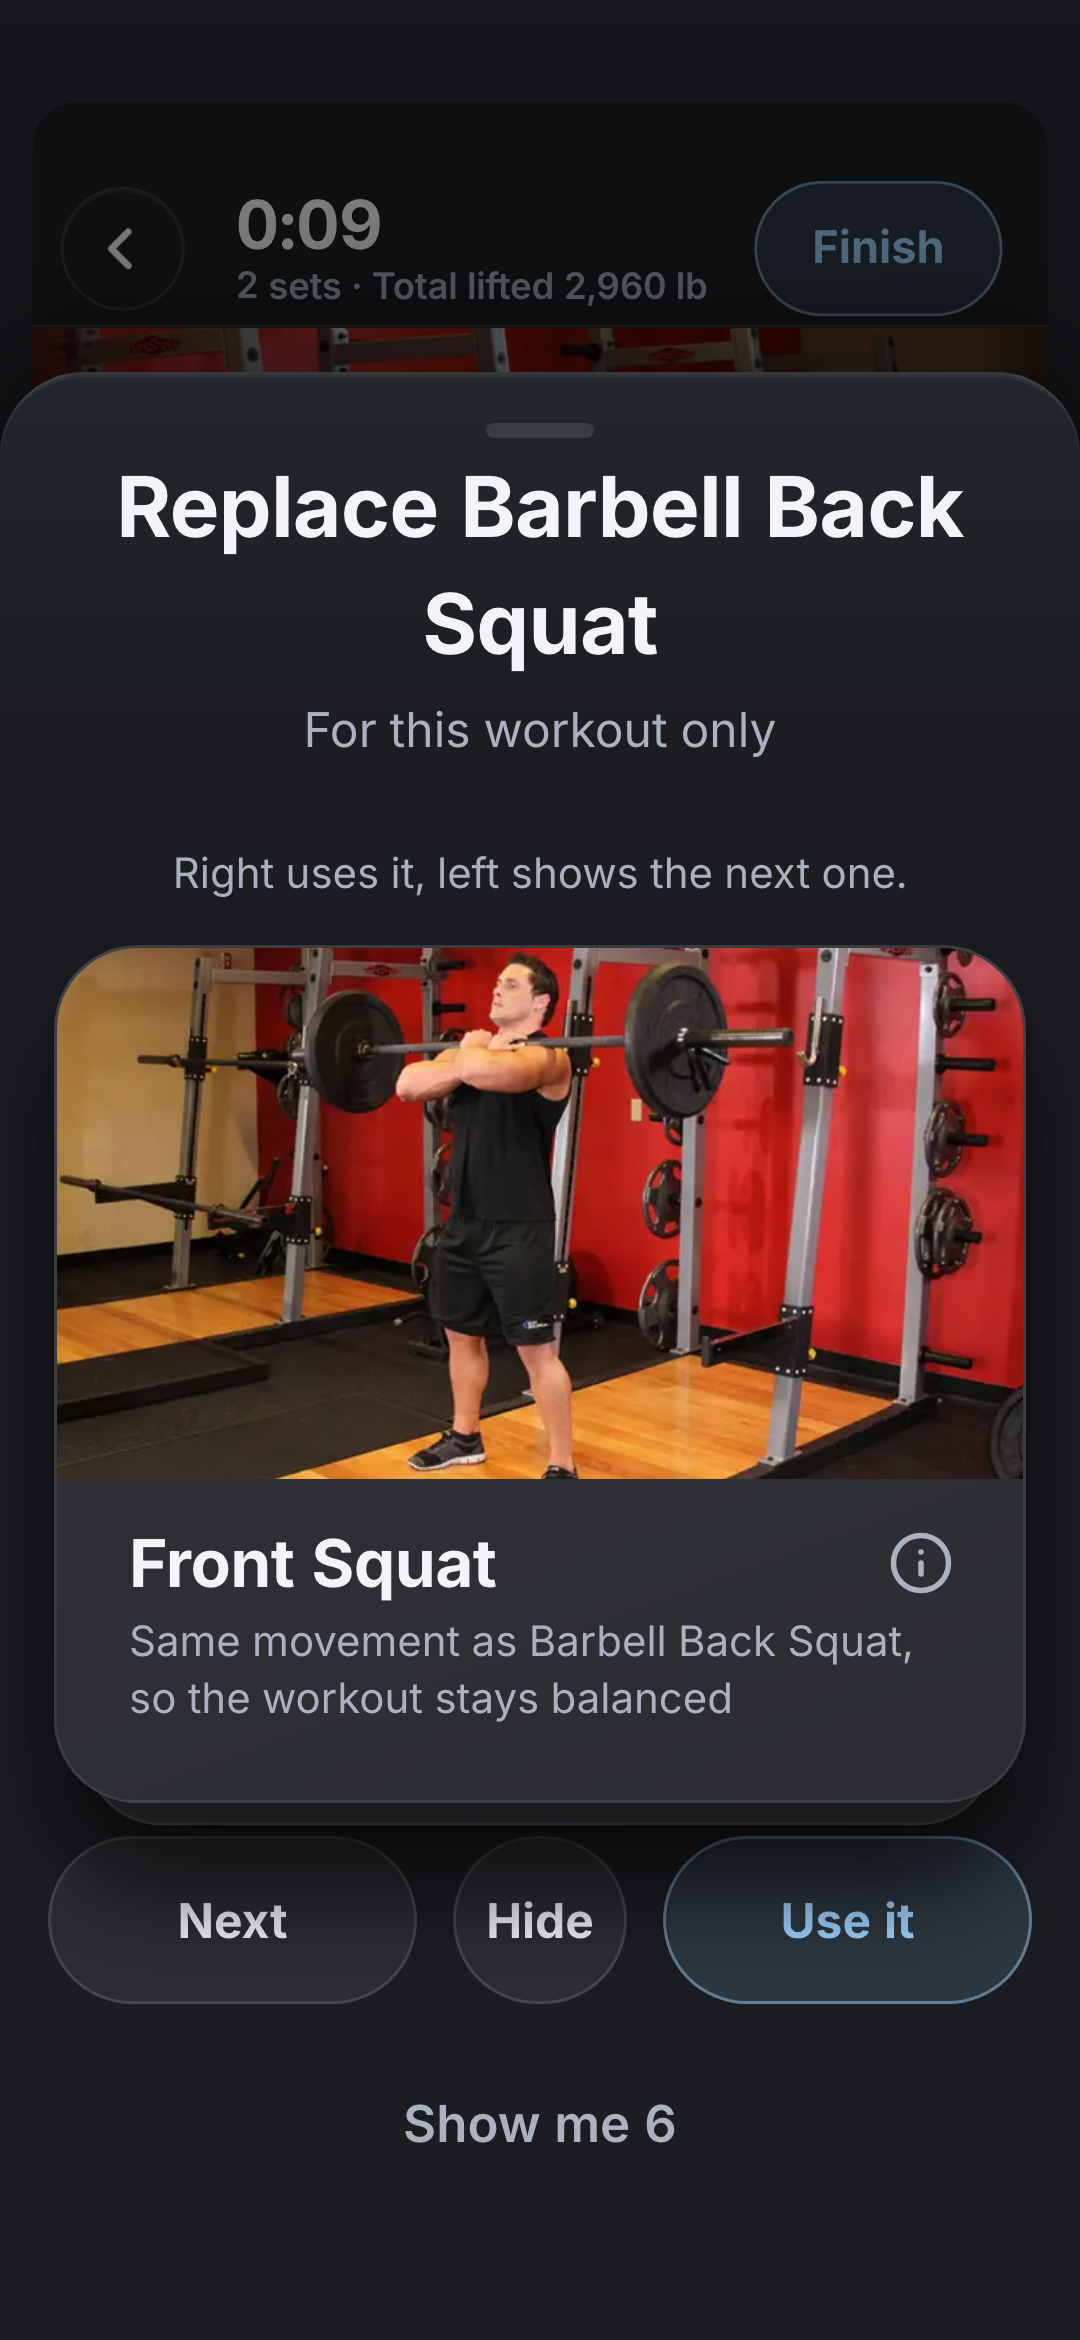 0:09
2 sets · Total lifted 2,960 lb
Finish
Replace Barbell Back
Squat
For this workout only
Right uses it, left shows the next one.
Front Squat
Same movement as Barbell Back Squat,
so the workout stays balanced
Next
Hide
Use it
Show me 6